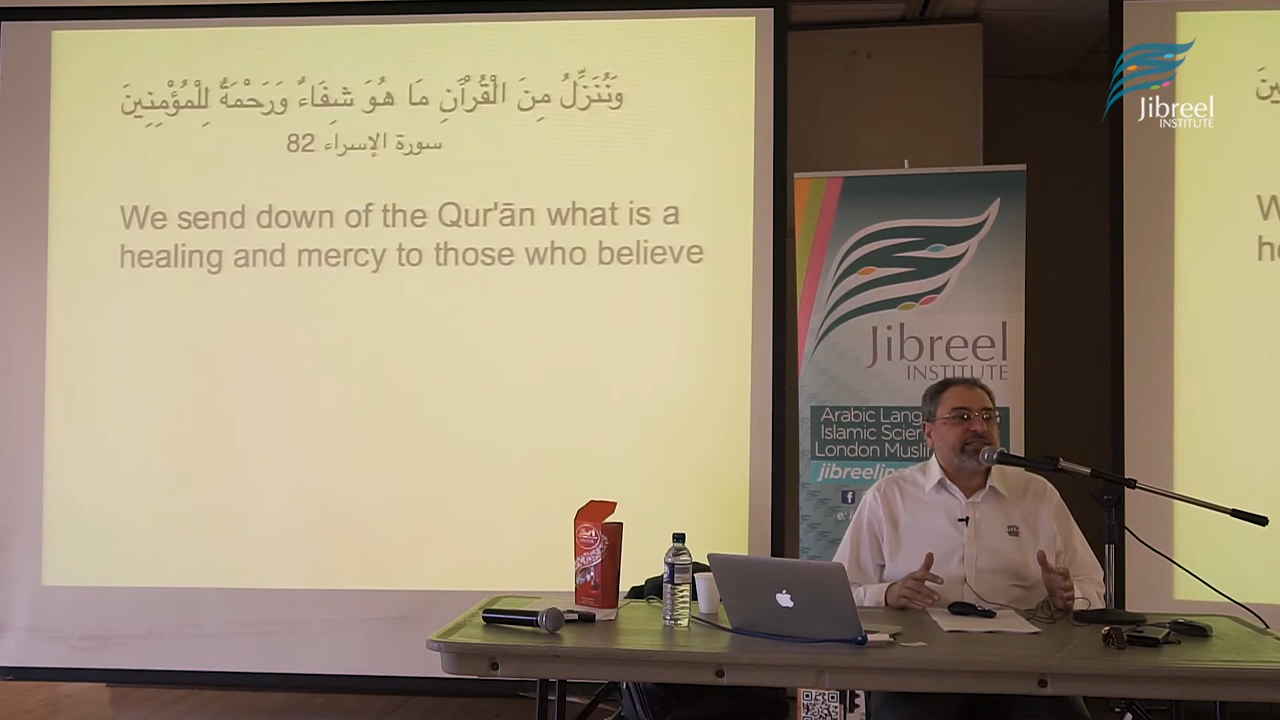 وَنُنَزِّلُ مِنَ الْقُرْآنِ مَا هُوَ شِفَاءٌ وَرَحْمَةٌ لِلْمُؤْمِنِينَ
سورة الإسراء 82
We send down of the Qur'ān what is a
healing and mercy to those who believe
Jibreel
INSTITUTE
Jibreel
INSTITUTE
Arabic Lang
Islamic Scien
London Muslim
jibreelin